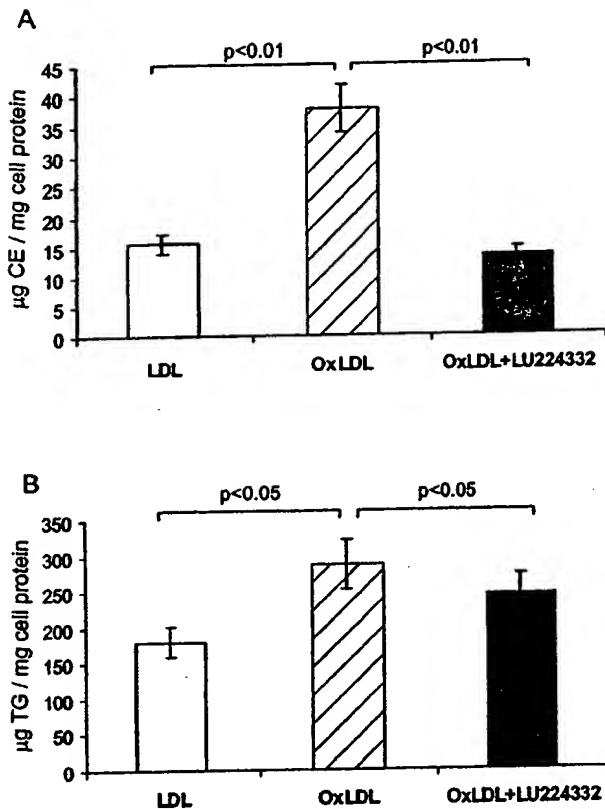 A
p<0.01 p<0.01
µg CE / mg cell protein
45
40
35
30
25
20
15
10
5
0
LDL OxLDL OxLDL+LU224332
B
p<0.05 p<0.05
µg TG / mg cell protein
350
300
250
200
150
100
50
0
LDL OxLDL OxLDL+LU224332